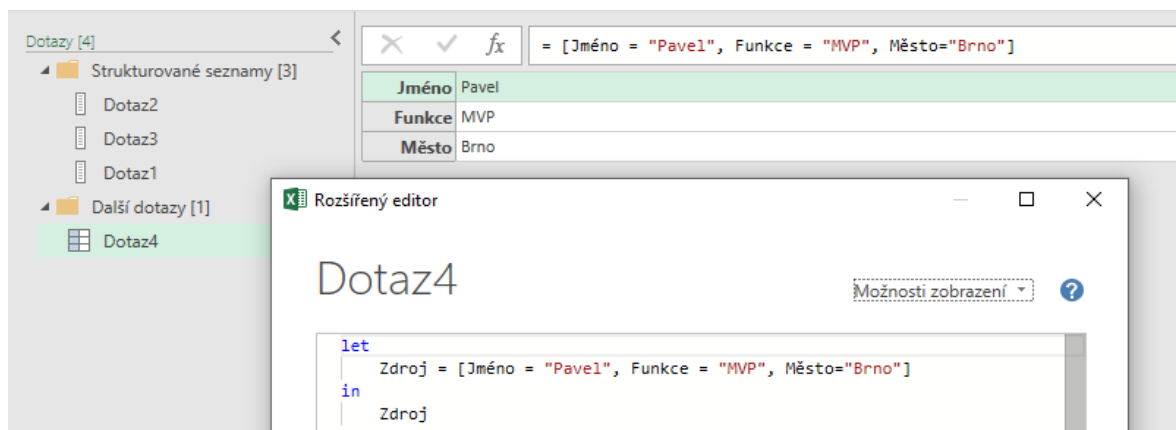 Dotazy [4]
Strukturované seznamy [3]
Dotaz2
Dotaz3
Dotaz1
Další dotazy [1]
Dotaz4
fx
= [Jméno = "Pavel", Funkce = "MVP", Město="Brno"]
Jméno Pavel
Funkce MVP
Město Brno
Rozšířený editor
Dotaz4
Možnosti zobrazení
?
let
Zdroj = [Jméno = "Pavel", Funkce = "MVP", Město="Brno"]
in
Zdroj